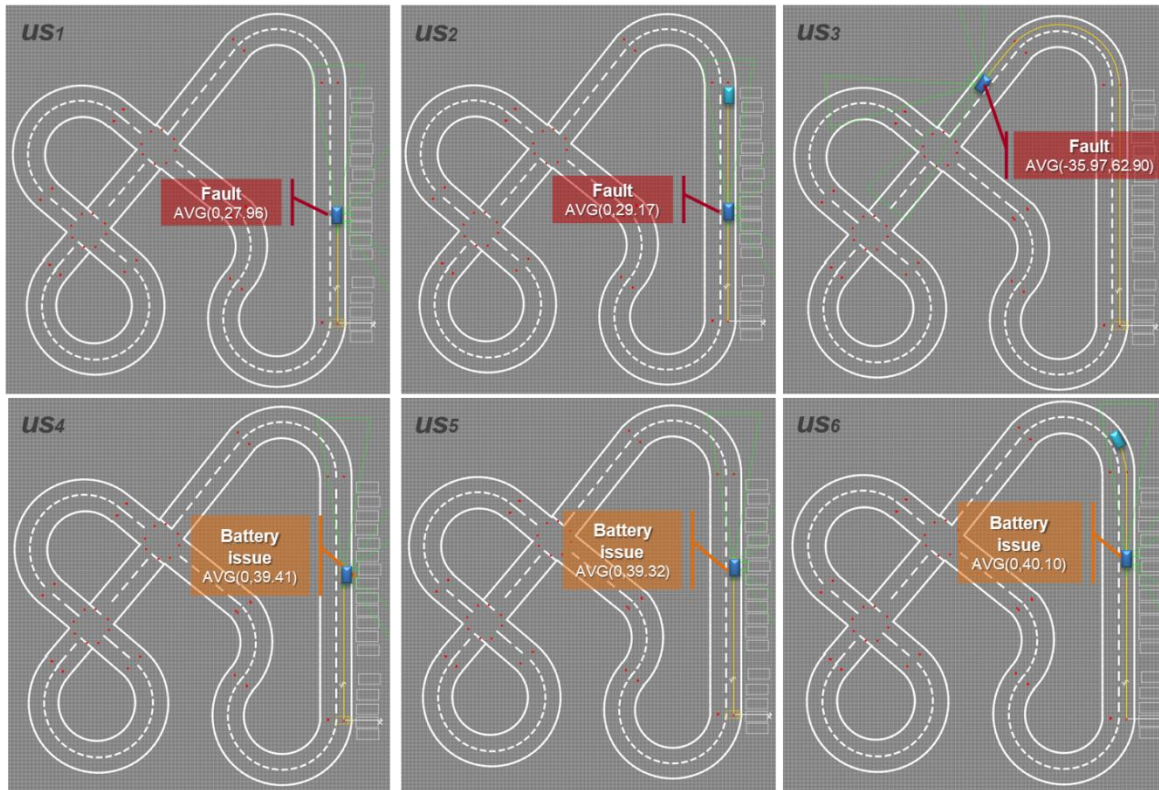 us1
Fault
AVG(0,27.96)
us2
Fault
AVG(0,29.17)
us3
Fault
AVG(-35.97,62.90)
us4
Battery
issue
AVG(0,39.41)
us5
Battery
issue
AVG(0,39.32)
us6
Battery
issue
AVG(0,40.10)